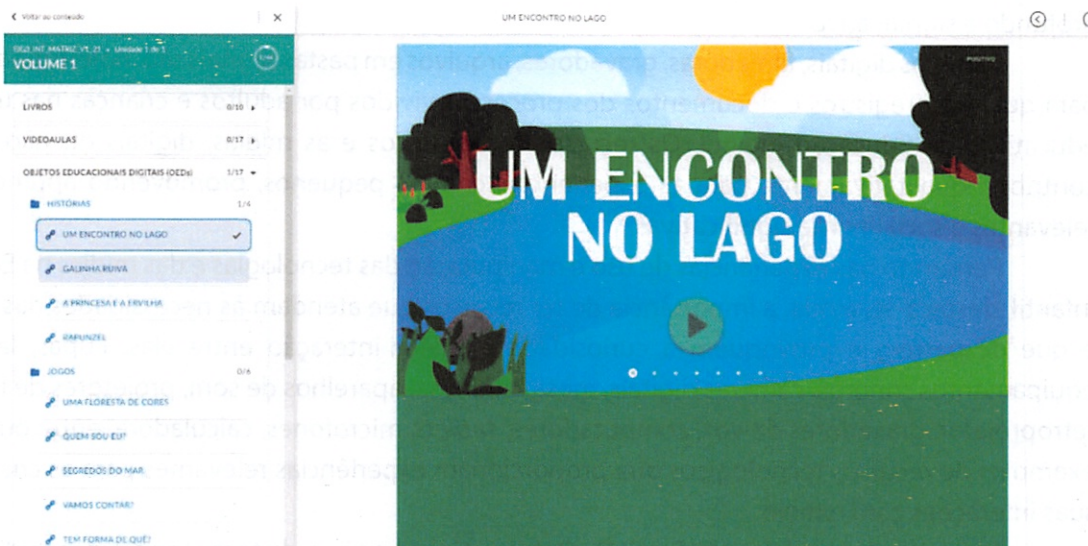 Voltar ao conteúdo
VOLUME 1
LIVROS 0/10
VIDEOAULAS 0/17
OBJETOS EDUCACIONAIS DIGITAIS (OEDs) 1/17
HISTÓRIAS 1/4
UM ENCONTRO NO LAGO
GALINHA RUIVA
A PRINCESA E A ERVILHA
RAPUNZEL
JOGOS 0/6
UMA FLORESTA DE CORES
QUEM SOU EU?
SEGREDOS DO MAR
VAMOS CONTAR?
TEM FORMA DE QUÊ?
UM ENCONTRO NO LAGO
POSITIVO
UM ENCONTRO
NO LAGO